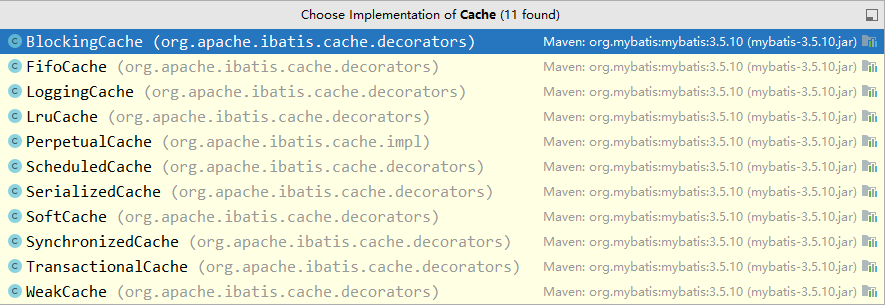 Choose Implementation of Cache (11 found)
BlockingCache (org.apache.ibatis.cache.decorators) Maven: org.mybatis:mybatis:3.5.10 (mybatis-3.5.10.jar)
FifoCache (org.apache.ibatis.cache.decorators) Maven: org.mybatis:mybatis:3.5.10 (mybatis-3.5.10.jar)
LoggingCache (org.apache.ibatis.cache.decorators) Maven: org.mybatis:mybatis:3.5.10 (mybatis-3.5.10.jar)
LruCache (org.apache.ibatis.cache.decorators) Maven: org.mybatis:mybatis:3.5.10 (mybatis-3.5.10.jar)
PerpetualCache (org.apache.ibatis.cache.impl) Maven: org.mybatis:mybatis:3.5.10 (mybatis-3.5.10.jar)
ScheduledCache (org.apache.ibatis.cache.decorators) Maven: org.mybatis:mybatis:3.5.10 (mybatis-3.5.10.jar)
SerializedCache (org.apache.ibatis.cache.decorators) Maven: org.mybatis:mybatis:3.5.10 (mybatis-3.5.10.jar)
SoftCache (org.apache.ibatis.cache.decorators) Maven: org.mybatis:mybatis:3.5.10 (mybatis-3.5.10.jar)
SynchronizedCache (org.apache.ibatis.cache.decorators) Maven: org.mybatis:mybatis:3.5.10 (mybatis-3.5.10.jar)
TransactionalCache (org.apache.ibatis.cache.decorators) Maven: org.mybatis:mybatis:3.5.10 (mybatis-3.5.10.jar)
WeakCache (org.apache.ibatis.cache.decorators) Maven: org.mybatis:mybatis:3.5.10 (mybatis-3.5.10.jar)